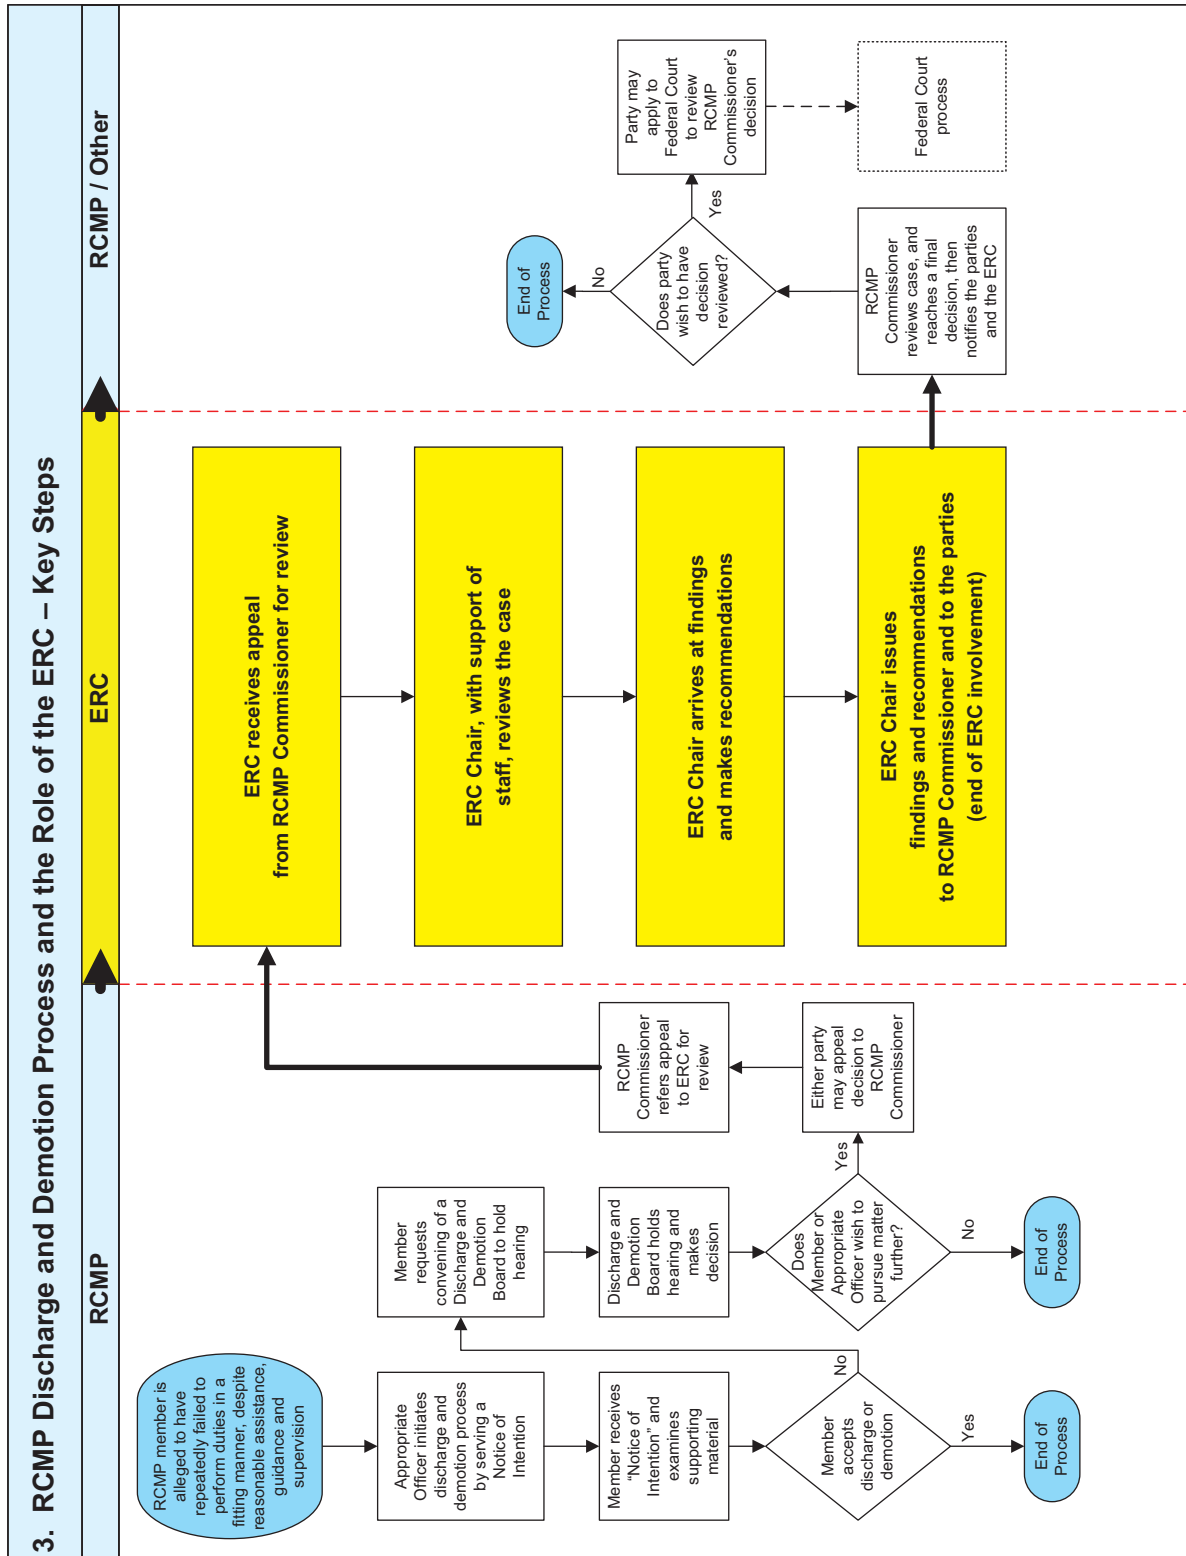 3. RCMP Discharge and Demotion Process and the Role of the ERC – Key Steps
RCMP
ERC
RCMP / Other
RCMP member is
alleged to have
repeatedly failed to
perform duties in a
fitting manner, despite
reasonable assistance,
guidance and
supervision
Appropriate
Officer initiates
discharge and
demotion process
by serving a
Notice of
Intention
Member receives
“Notice of
Intention” and
examines
supporting
material
Member
accepts
discharge or
demotion
Yes
End of
Process
No
Member
requests
convening of a
Discharge and
Demotion
Board to hold
hearing
Discharge and
Demotion
Board holds
hearing and
makes
decision
Does
Member or
Appropriate
Officer wish to
pursue matter
further?
No
End of
Process
Yes
Either party
may appeal
decision to
RCMP
Commissioner
RCMP
Commissioner
refers appeal
to ERC for
review
ERC receives appeal
from RCMP Commissioner for review
ERC Chair, with support of
staff, reviews the case
ERC Chair arrives at findings
and makes recommendations
ERC Chair issues
findings and recommendations
to RCMP Commissioner and to the parties
(end of ERC involvement)
RCMP
Commissioner
reviews case, and
reaches a final
decision, then
notifies the parties
and the ERC
Does party
wish to have
decision
reviewed?
No
End of
Process
Yes
Party may
apply to
Federal Court
to review
RCMP
Commissioner’s
decision
Federal Court
process